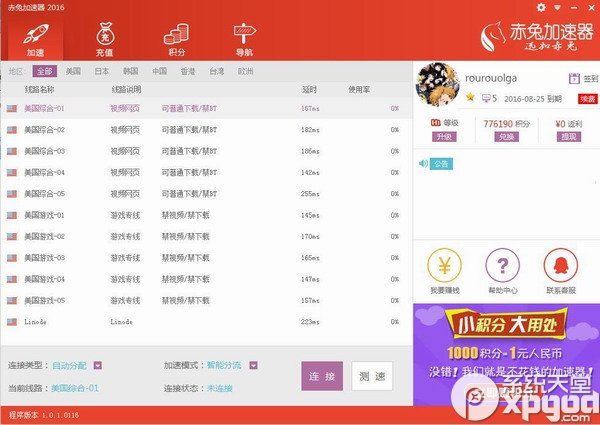 赤兔加速器 2016
加速
充值
积分
导航
赤兔加速器
迅如赤兔
地区: 全部 美国 日本 韩国 中国 香港 台湾 欧洲
线路名称 线路说明 延时 使用率
美国综合-01 视频网页 可普通下载/禁BT 167ms 0%
美国综合-02 视频网页 可普通下载/禁BT 182ms 0%
美国综合-03 视频网页 可普通下载/禁BT 186ms 0%
美国综合-04 视频网页 可普通下载/禁BT 142ms 0%
美国综合-05 视频网页 可普通下载/禁BT 255ms 0%
美国游戏-01 游戏专线 禁视频/禁下载 145ms 0%
美国游戏-02 游戏专线 禁视频/禁下载 170ms 0%
美国游戏-03 游戏专线 禁视频/禁下载 165ms 0%
美国游戏-04 游戏专线 禁视频/禁下载 147ms 0%
美国游戏-05 游戏专线 禁视频/禁下载 157ms 0%
Linode Linode 223ms 0%
连接类型: 自动分配
加速模式: 智能分流
当前线路: 美国综合-01
连接状态: 未连接
连 接
测 速
程序版本: 1.0.1.0116
rourouolga
签到
5 2016-08-25 到期 续费
Hi 等级
升级
776190 积分
兑换
¥0 返利
提现
公告
我要赚钱
帮助中心
联系客服
小积分 大用处
1000积分=1元人民币
没错！我们就是不花钱的加速器！
系统天堂
xpgod.com